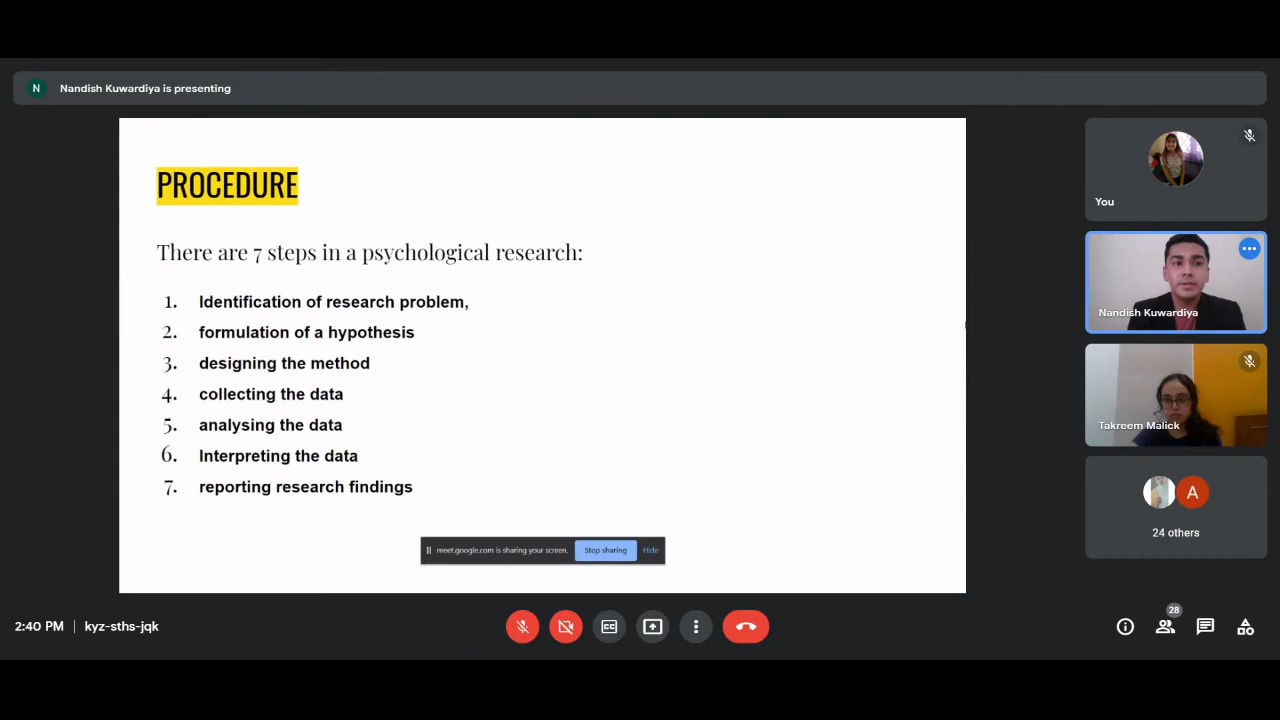 N Nandish Kuwardiya is presenting
PROCEDURE
There are 7 steps in a psychological research:
1. Identification of research problem,
2. formulation of a hypothesis
3. designing the method
4. collecting the data
5. analysing the data
6. Interpreting the data
7. reporting research findings
meet.google.com is sharing your screen. Stop sharing Hide
You
Nandish Kuwardiya
Takreem Malick
A
24 others
2:40 PM | kyz-sths-jqk
CC
28